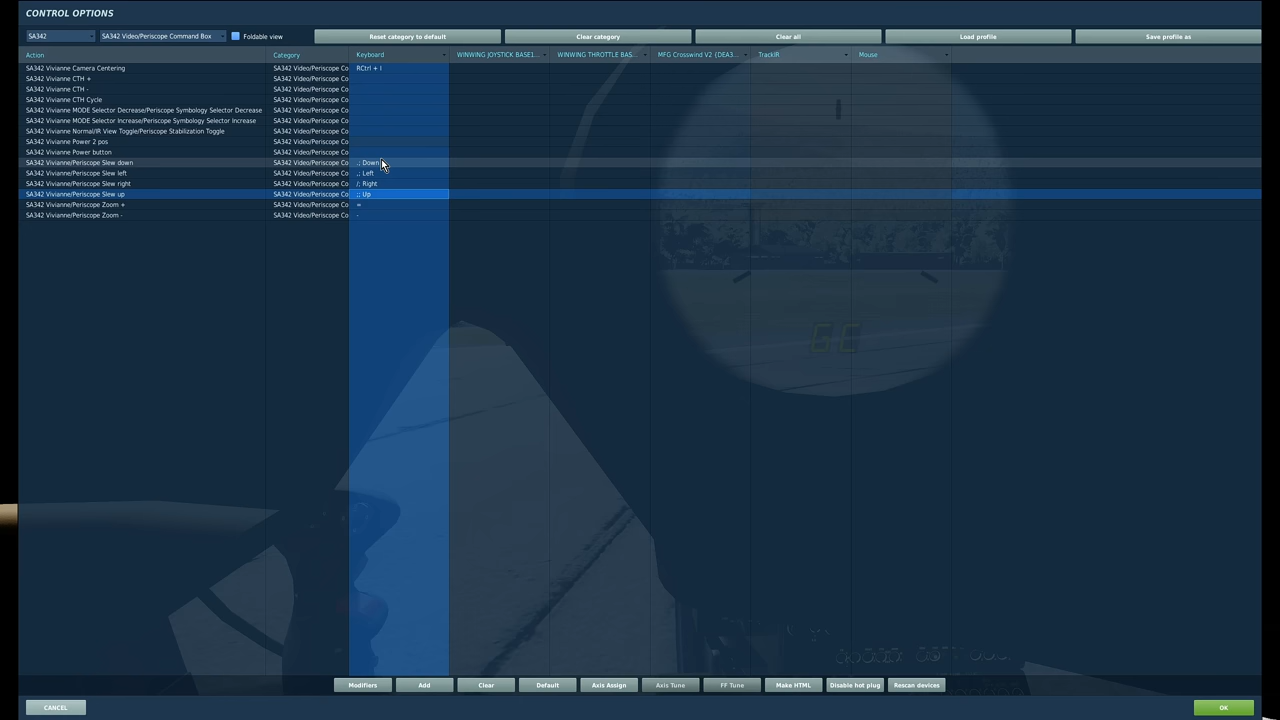 CONTROL OPTIONS
SA342 SA342 Video/Periscope Command Box Foldable view Reset category to default Clear category Clear all Load profile Save profile as
Action Category Keyboard WINWING JOYSTICK BASE1... WINWING THROTTLE BAS... MFG Crosswind V2 {DEA3... TrackIR Mouse
SA342 Vivianne Camera Centering SA342 Video/Periscope Co RCtrl + I
SA342 Vivianne CTH + SA342 Video/Periscope Co
SA342 Vivianne CTH - SA342 Video/Periscope Co
SA342 Vivianne CTH Cycle SA342 Video/Periscope Co
SA342 Vivianne MODE Selector Decrease/Periscope Symbology Selector Decrease SA342 Video/Periscope Co
SA342 Vivianne MODE Selector Increase/Periscope Symbology Selector Increase SA342 Video/Periscope Co
SA342 Vivianne Normal/IR View Toggle/Periscope Stabilization Toggle SA342 Video/Periscope Co
SA342 Vivianne Power 2 pos SA342 Video/Periscope Co
SA342 Vivianne Power button SA342 Video/Periscope Co
SA342 Vivianne/Periscope Slew down SA342 Video/Periscope Co .; Down
SA342 Vivianne/Periscope Slew left SA342 Video/Periscope Co ,; Left
SA342 Vivianne/Periscope Slew right SA342 Video/Periscope Co /; Right
SA342 Vivianne/Periscope Slew up SA342 Video/Periscope Co ;; Up
SA342 Vivianne/Periscope Zoom + SA342 Video/Periscope Co =
SA342 Vivianne/Periscope Zoom - SA342 Video/Periscope Co -
GC
Modifiers Add Clear Default Axis Assign Axis Tune FF Tune Make HTML Disable hot plug Rescan devices
CANCEL OK